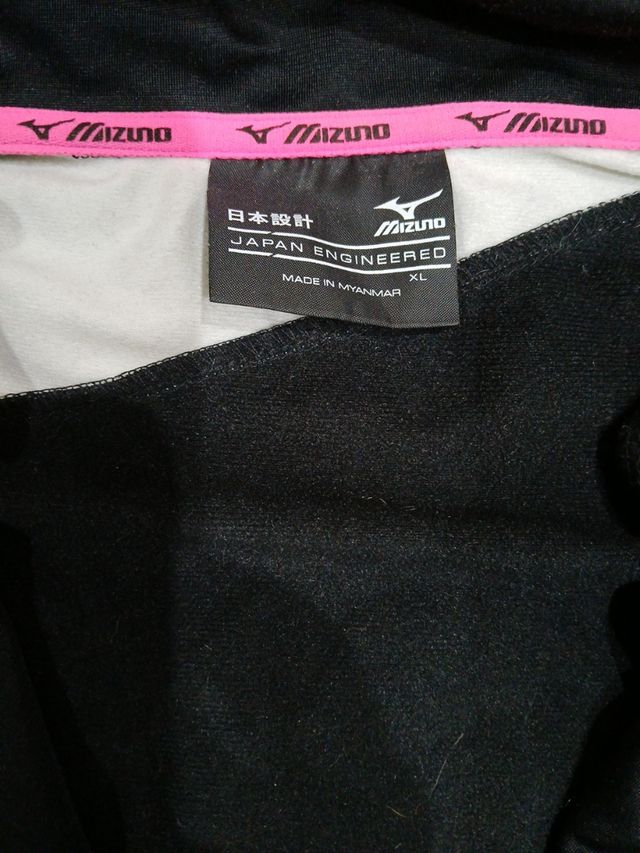 MIZUNO MIZUNO MIZUNO
日本設計 MIZUNO
JAPAN ENGINEERED
XL
MADE IN MYANMAR